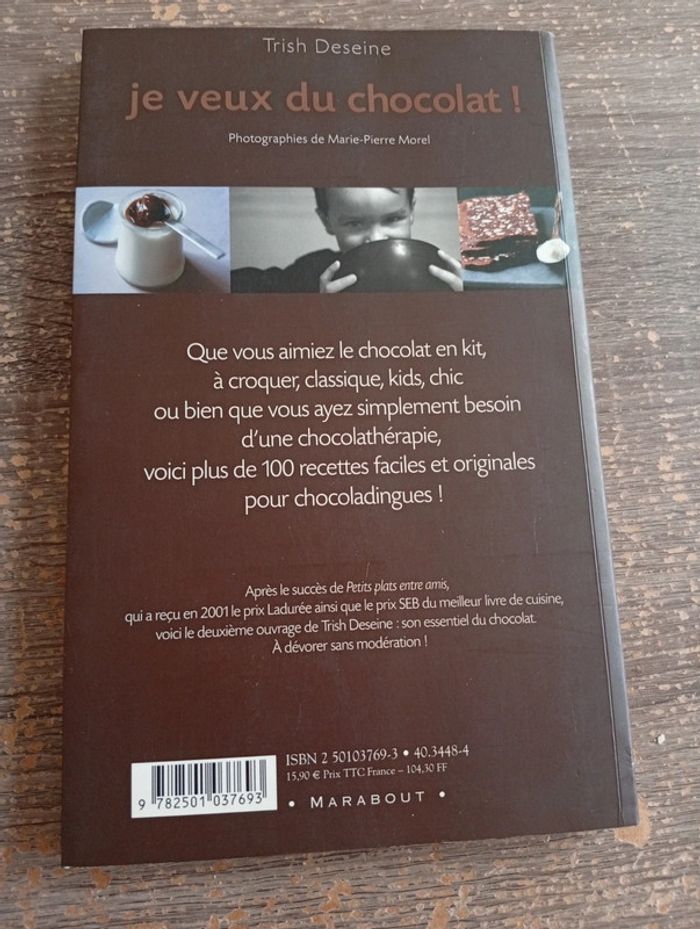 Trish Deseine
je veux du chocolat !
Photographies de Marie-Pierre Morel
Que vous aimiez le chocolat en kit,
à croquer, classique, kids, chic
ou bien que vous ayez simplement besoin
d'une chocolathérapie,
voici plus de 100 recettes faciles et originales
pour chocoladingues !
Après le succès de Petits plats entre amis,
qui a reçu en 2001 le prix Ladurée ainsi que le prix SEB du meilleur livre de cuisine,
voici le deuxième ouvrage de Trish Deseine : son essentiel du chocolat.
À dévorer sans modération !
ISBN 2 50103769-3 • 40.3448-4
15,90 € Prix TTC France – 104,30 FF
• MARABOUT •
9 782501 037693